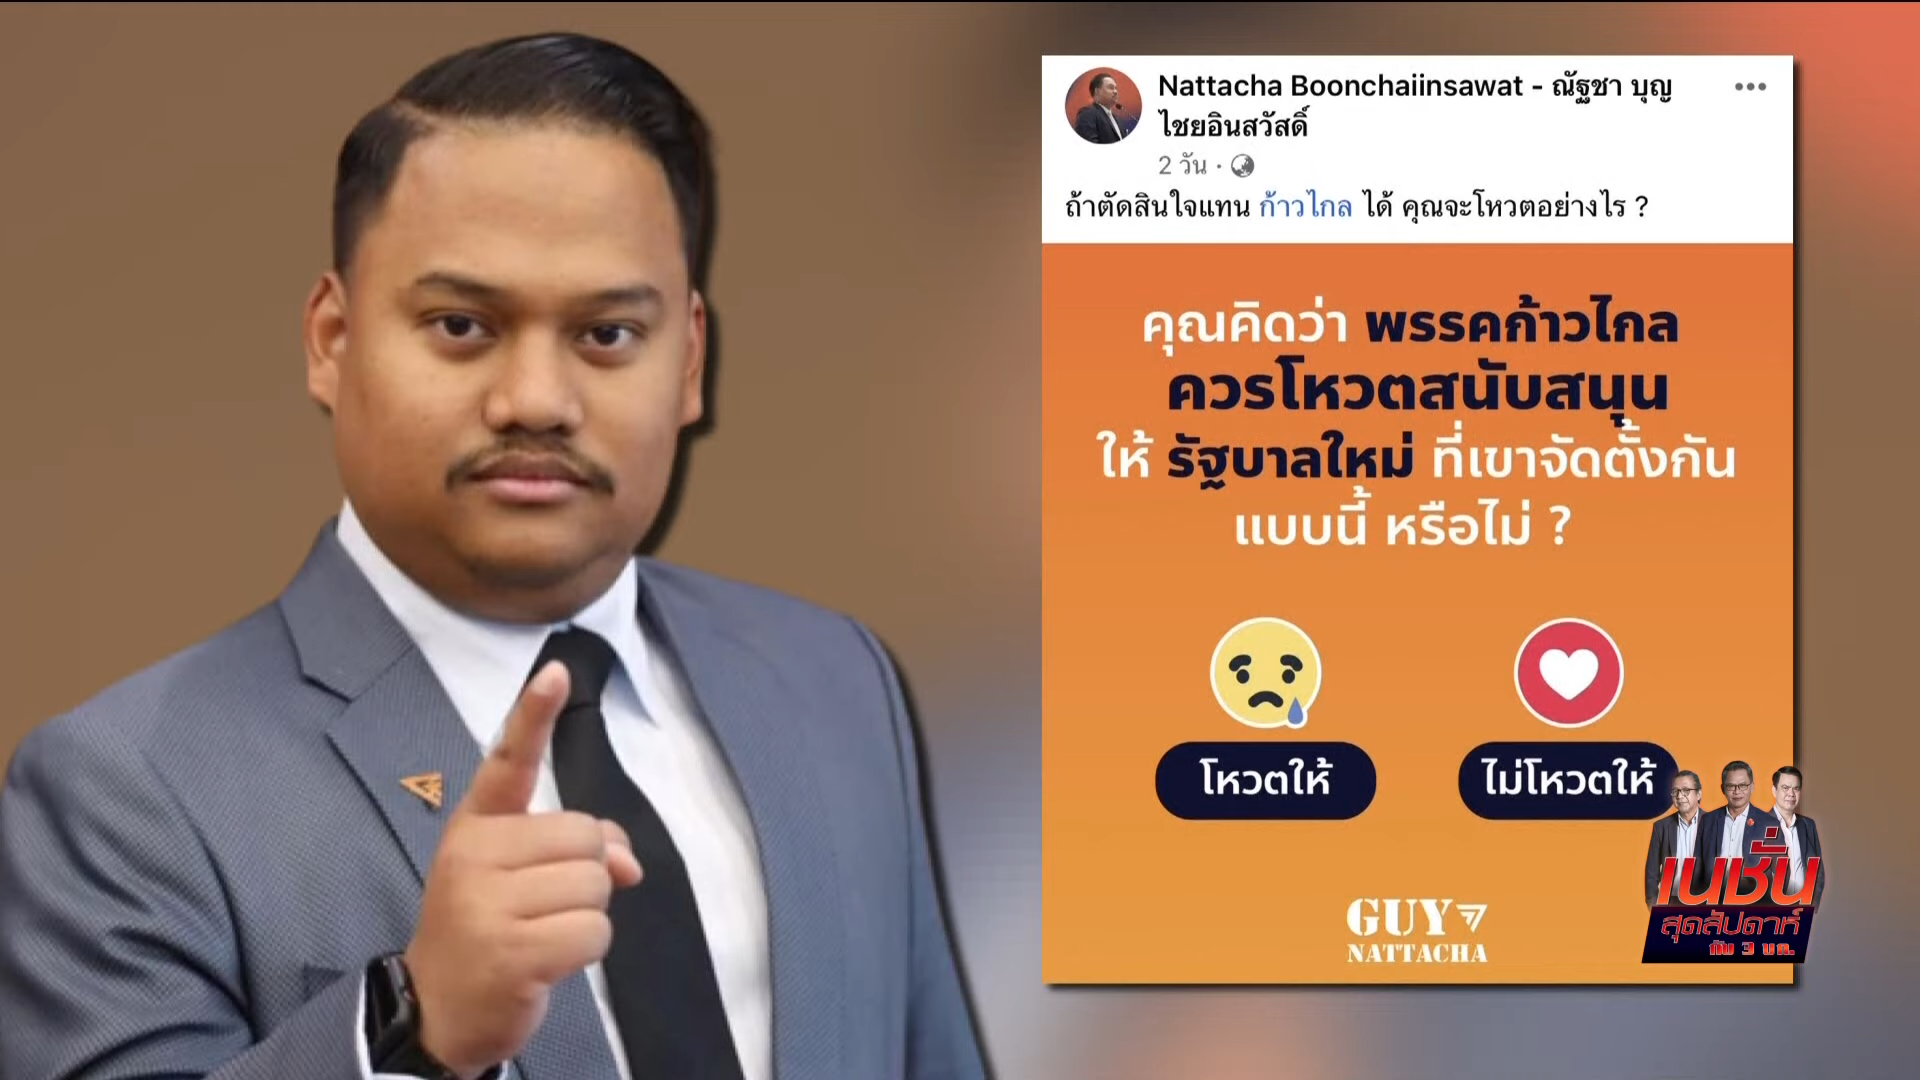 Nattacha Boonchaiinsawat - ณัฐชา บุญ
ไชยอินสวัสดิ์
2 วัน ·
ถ้าตัดสินใจแทน ก้าวไกล ได้ คุณจะโหวตอย่างไร ?
คุณคิดว่า พรรคก้าวไกล
ควรโหวตสนับสนุน
ให้ รัฐบาลใหม่ ที่เขาจัดตั้งกัน
แบบนี้ หรือไม่ ?
โหวตให้
ไม่โหวตให้
GUY
NATTACHA
เนชั่น
สุดสัปดาห์
กับ 3 บก.